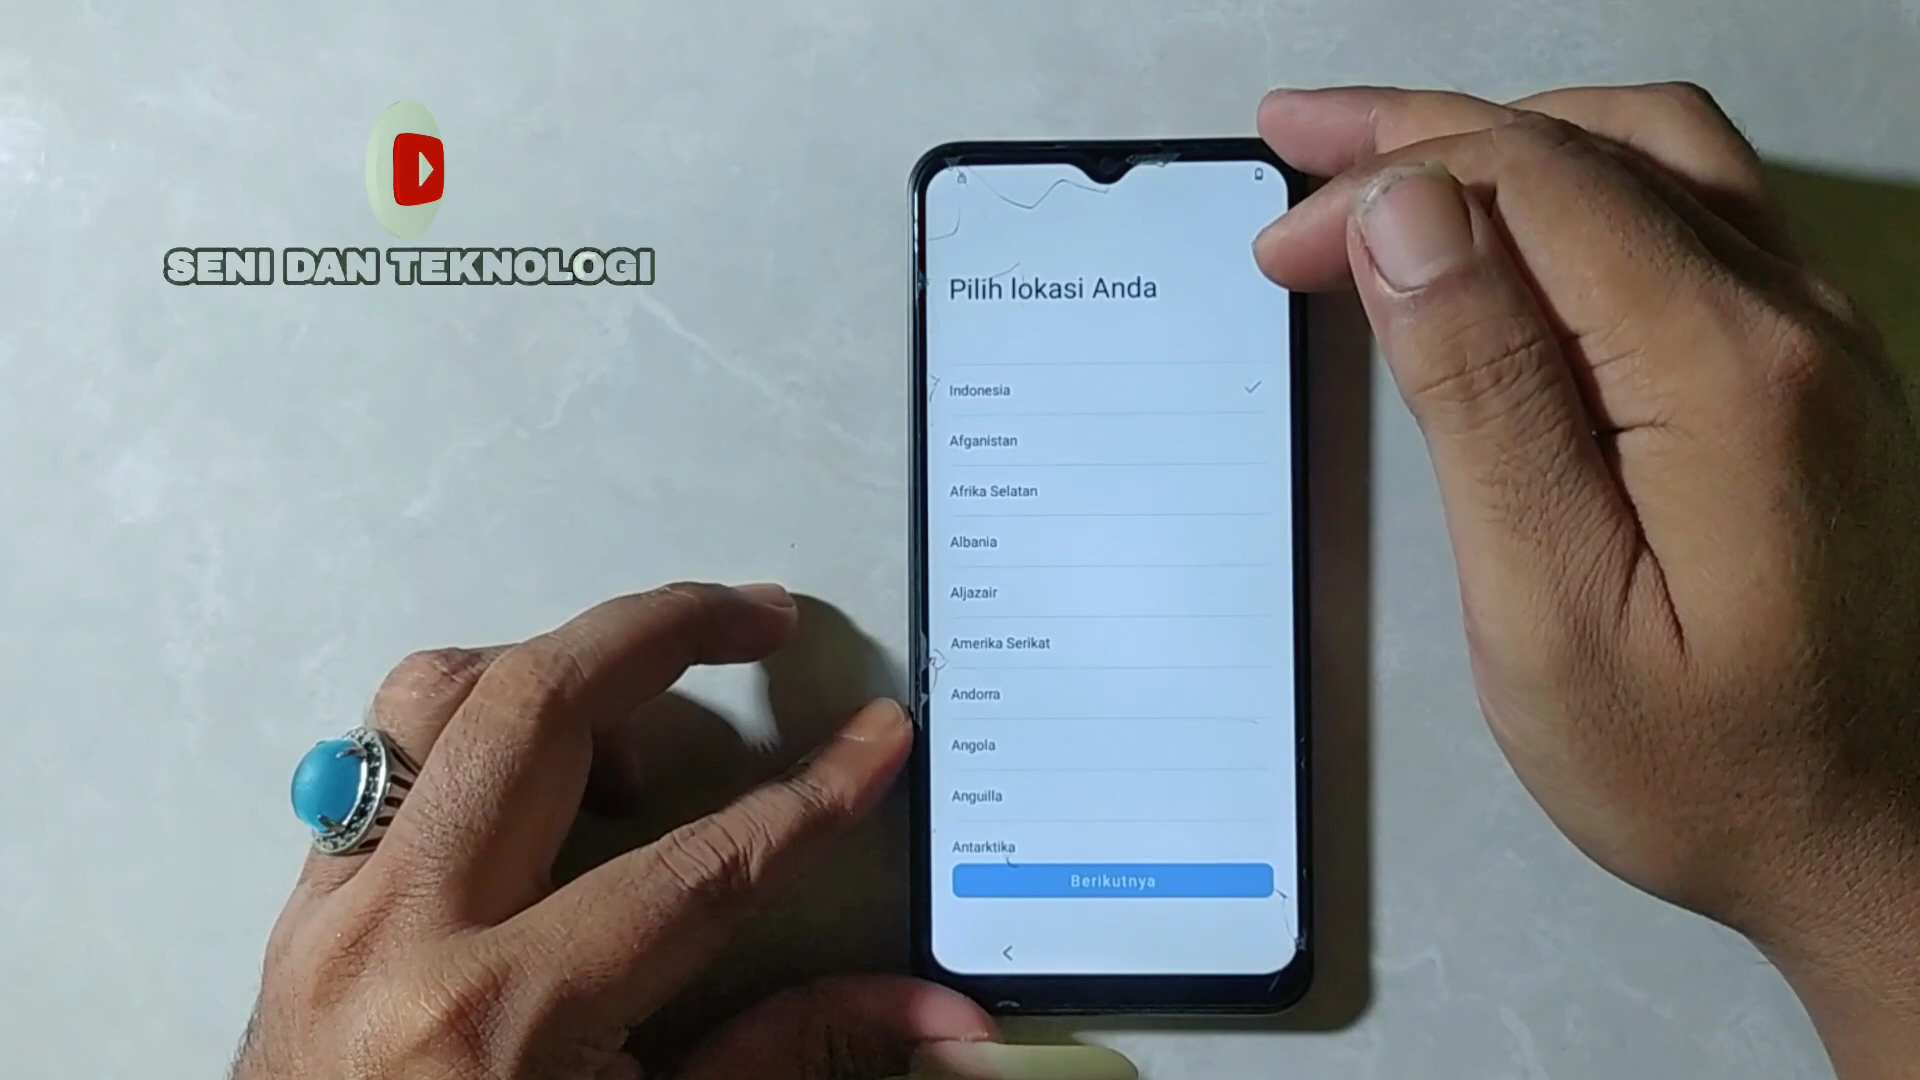 SENI DAN TEKNOLOGI
Pilih lokasi Anda
Indonesia
Afganistan
Afrika Selatan
Albania
Aljazair
Amerika Serikat
Andorra
Angola
Anguilla
Antarktika
Berikutnya